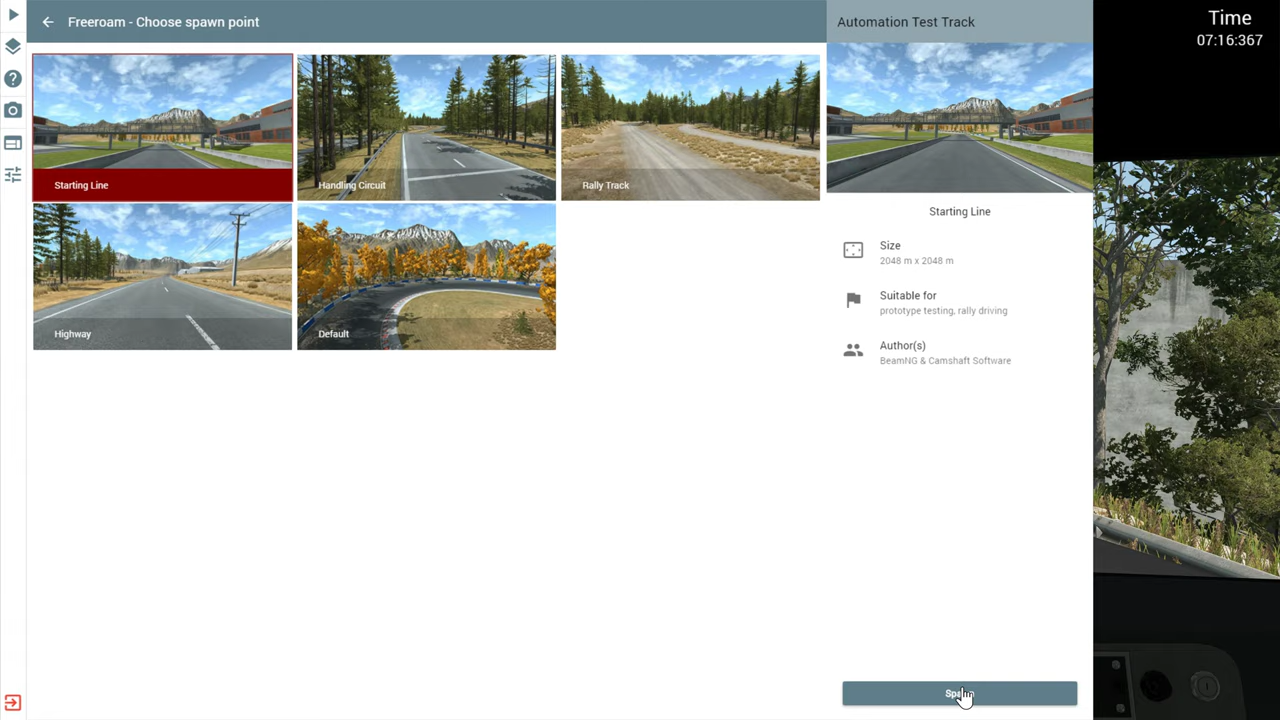 Freeroam - Choose spawn point
Automation Test Track
Time
07:16:367
Starting Line
Handling Circuit
Rally Track
Highway
Default
Starting Line
Size
2048 m x 2048 m
Suitable for
prototype testing, rally driving
Author(s)
BeamNG & Camshaft Software